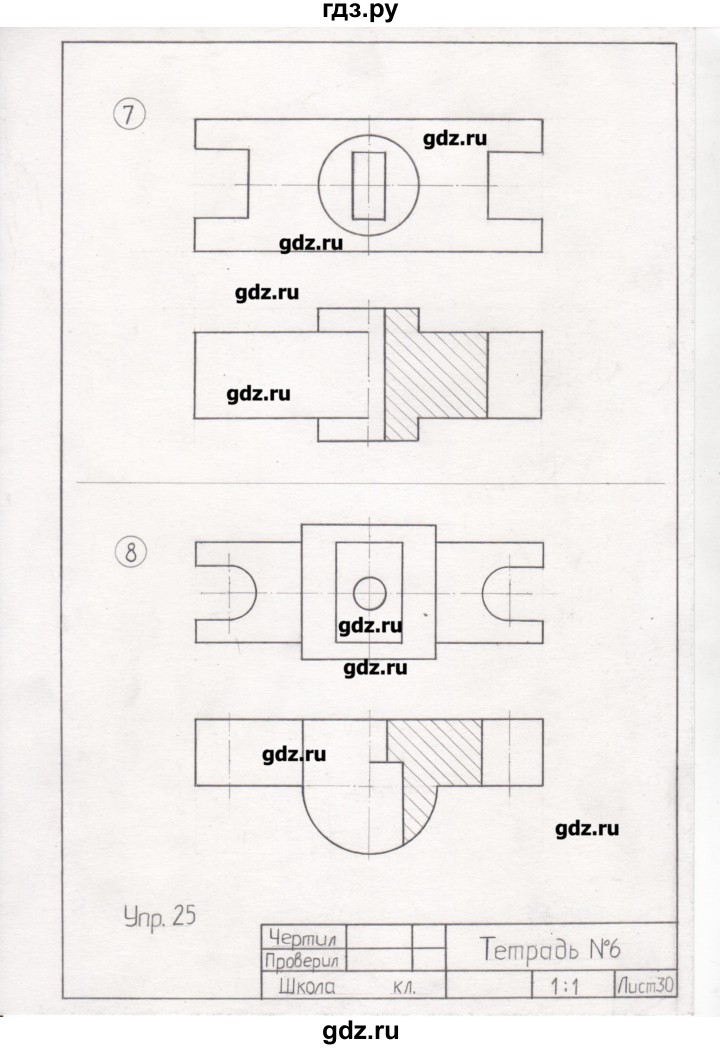 гдз.ру
7
gdz.ru
gdz.ru
gdz.ru
gdz.ru
8
gdz.ru
gdz.ru
gdz.ru
gdz.ru
Упр. 25
Чертил
Проверил
Тетрадь №6
Школа кл.
1:1
Лист30
gdz.ru